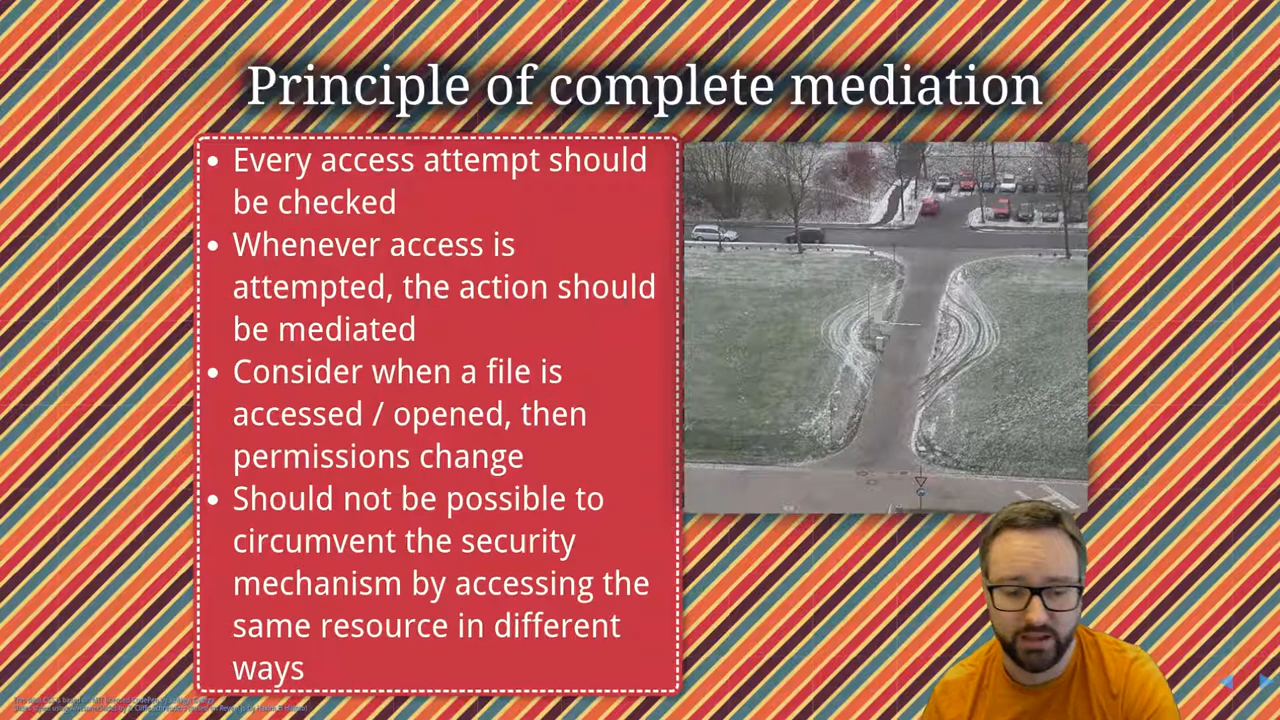 Principle of complete mediation
• Every access attempt should
be checked
• Whenever access is
attempted, the action should
be mediated
• Consider when a file is
accessed / opened, then
permissions change
• Should not be possible to
circumvent the security
mechanism by accessing the
same resource in different
ways